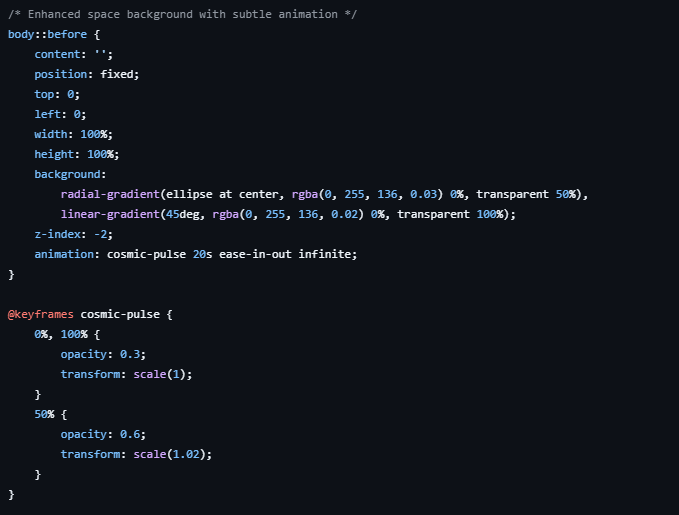 /* Enhanced space background with subtle animation */
body::before {
    content: '';
    position: fixed;
    top: 0;
    left: 0;
    width: 100%;
    height: 100%;
    background:
        radial-gradient(ellipse at center, rgba(0, 255, 136, 0.03) 0%, transparent 50%),
        linear-gradient(45deg, rgba(0, 255, 136, 0.02) 0%, transparent 100%);
    z-index: -2;
    animation: cosmic-pulse 20s ease-in-out infinite;
}

@keyframes cosmic-pulse {
    0%, 100% {
        opacity: 0.3;
        transform: scale(1);
    }
    50% {
        opacity: 0.6;
        transform: scale(1.02);
    }
}